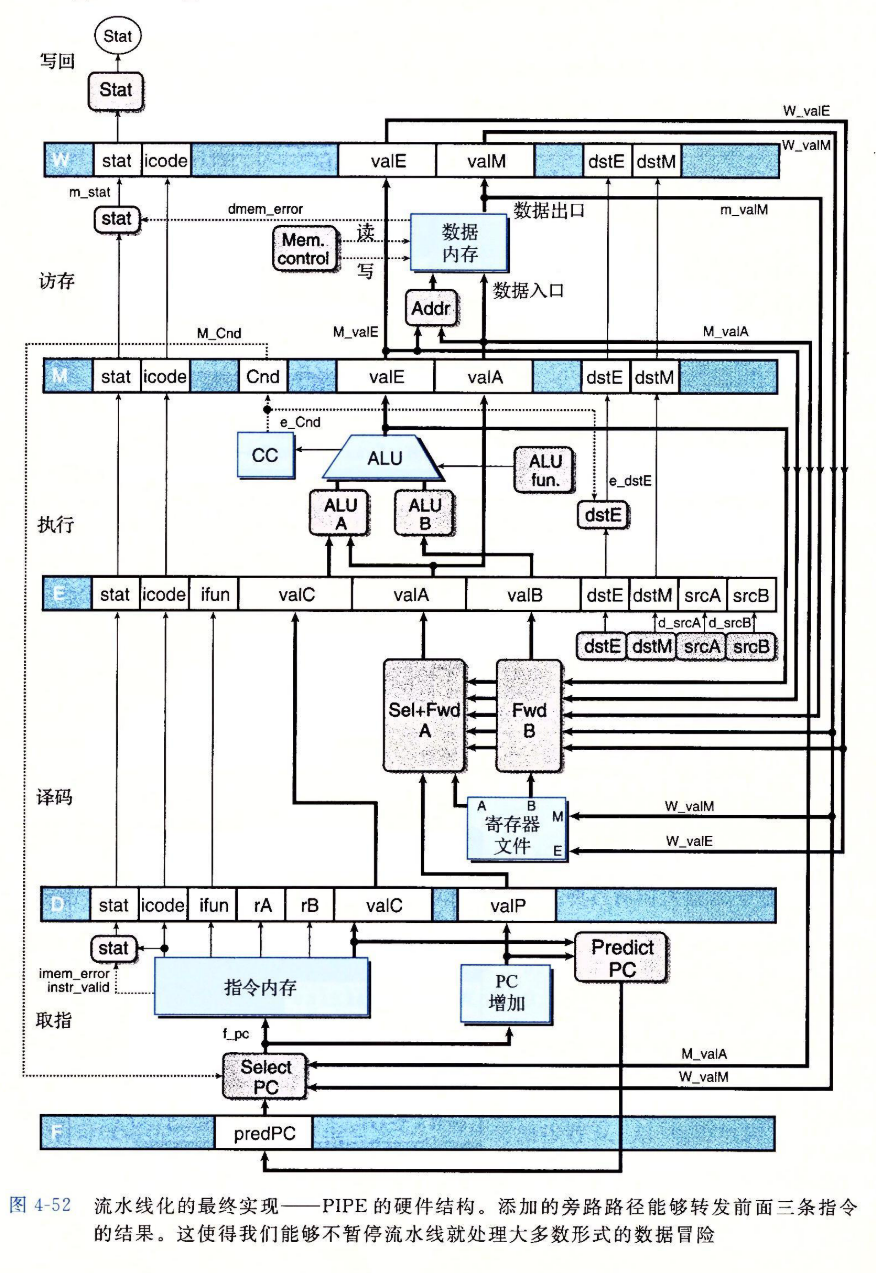 Stat
写回
Stat
W_valE
W_valM
W stat icode valE valM dstE dstM
m_stat
stat
dmem_error
数据出口
m_valM
Mem.
control
读
写
数据
内存
访存
数据入口
Addr
M_Cnd
M_valE
M_valA
M stat icode Cnd valE valA dstE dstM
e_Cnd
CC
ALU
ALU
fun.
e_dstE
ALU
A
ALU
B
dstE
执行
E stat icode ifun valC valA valB dstE dstM srcA srcB
d_srcA d_srcB
dstE dstM srcA srcB
Sel+Fwd
A
Fwd
B
译码
A B
M
寄存器
文件
E
W_valM
W_valE
D stat icode ifun rA rB valC valP
stat
Predict
PC
imem_error
instr_valid
指令内存
PC
增加
取指
f_pc
M_valA
Select
PC
W_valM
F predPC
图 4-52 流水线化的最终实现——PIPE 的硬件结构。添加的旁路路径能够转发前面三条指令
的结果。这使得我们能够不暂停流水线就处理大多数形式的数据冒险